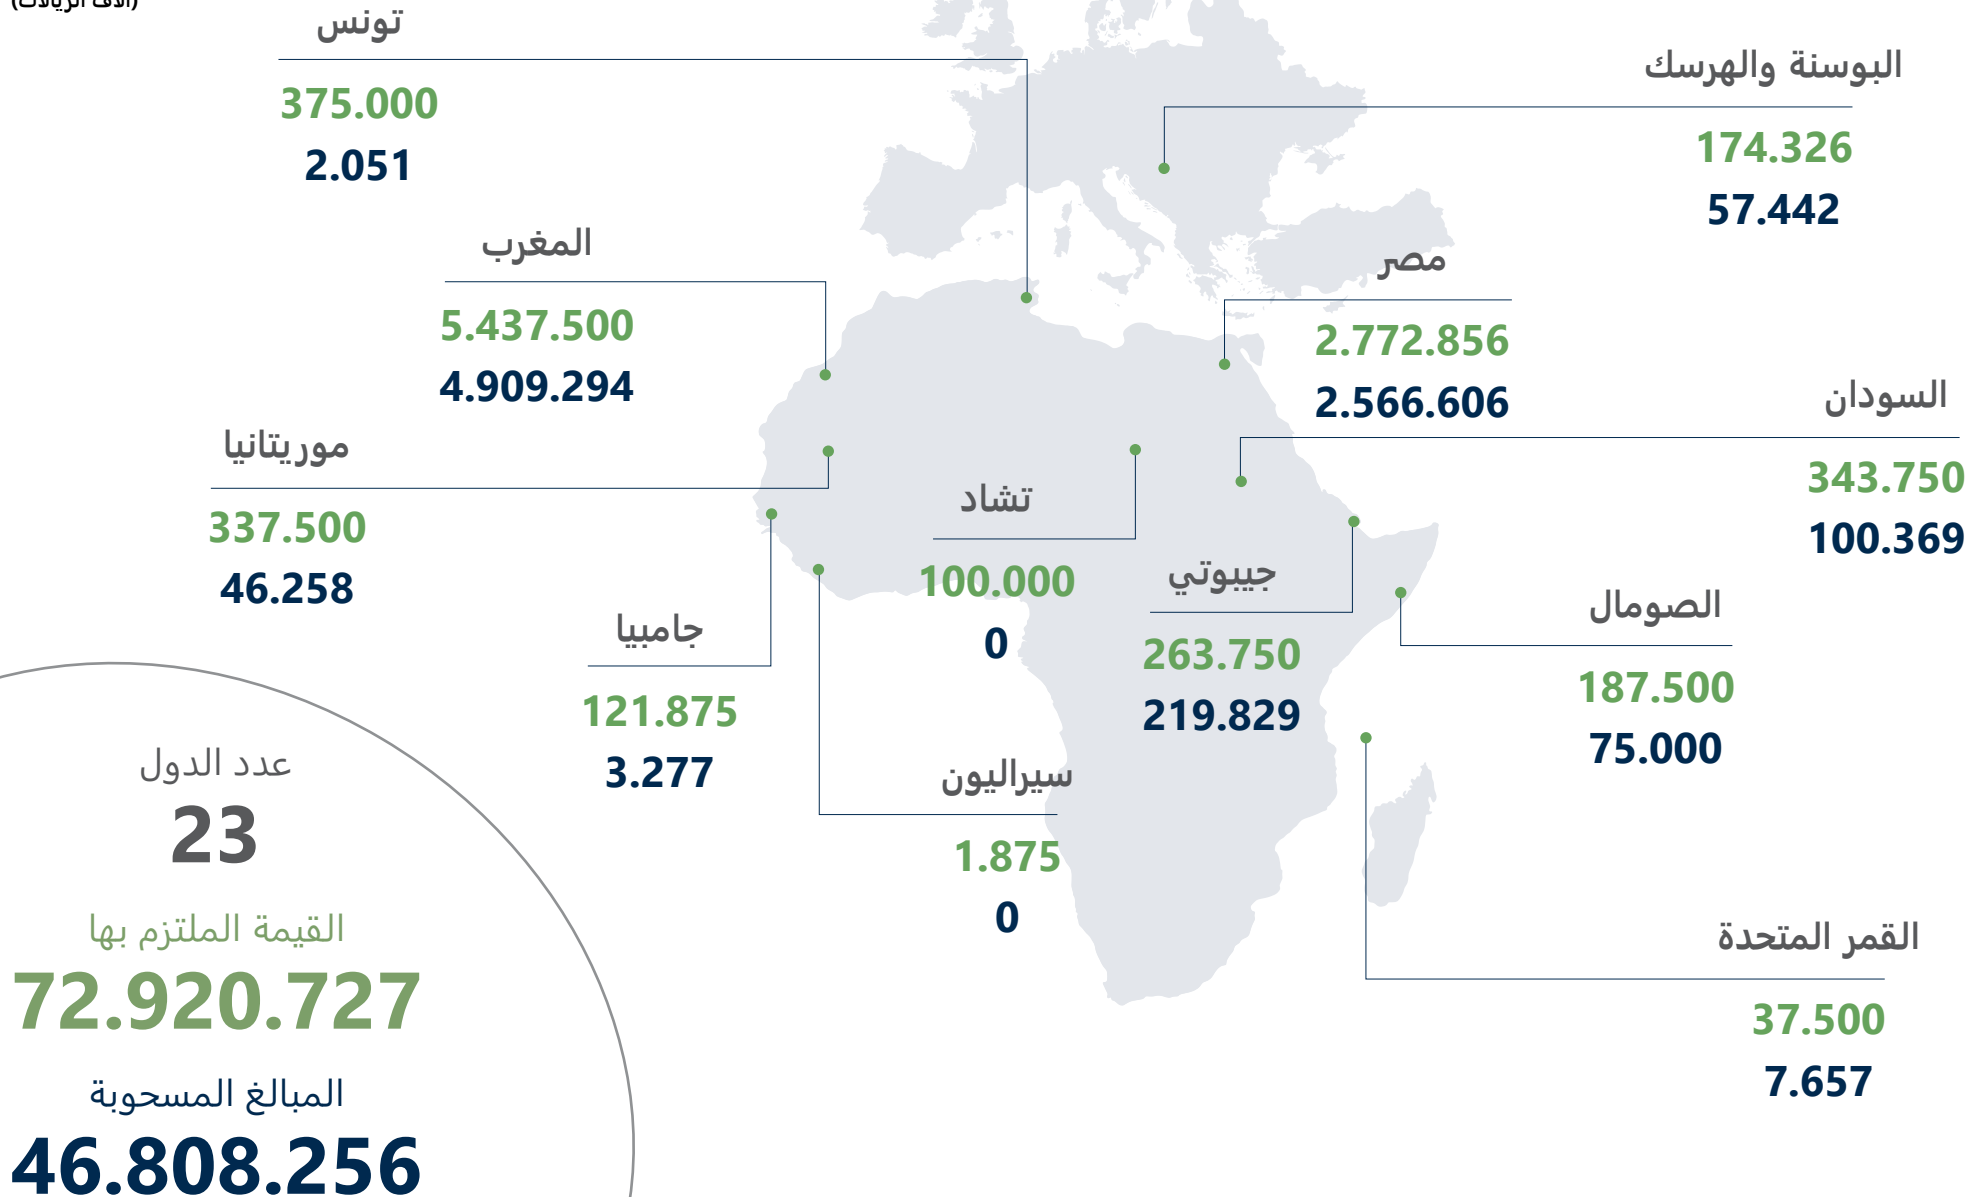 (آلاف الريالات)
تونس
375.000
2.051
البوسنة والهرسك
174.326
57.442
المغرب
5.437.500
4.909.294
مصر
2.772.856
2.566.606
السودان
343.750
100.369
موريتانيا
337.500
46.258
تشاد
100.000
0
جيبوتي
263.750
219.829
الصومال
187.500
75.000
جامبيا
121.875
3.277
سيراليون
1.875
0
القمر المتحدة
37.500
7.657
عدد الدول
23
القيمة الملتزم بها
72.920.727
المبالغ المسحوبة
46.808.256